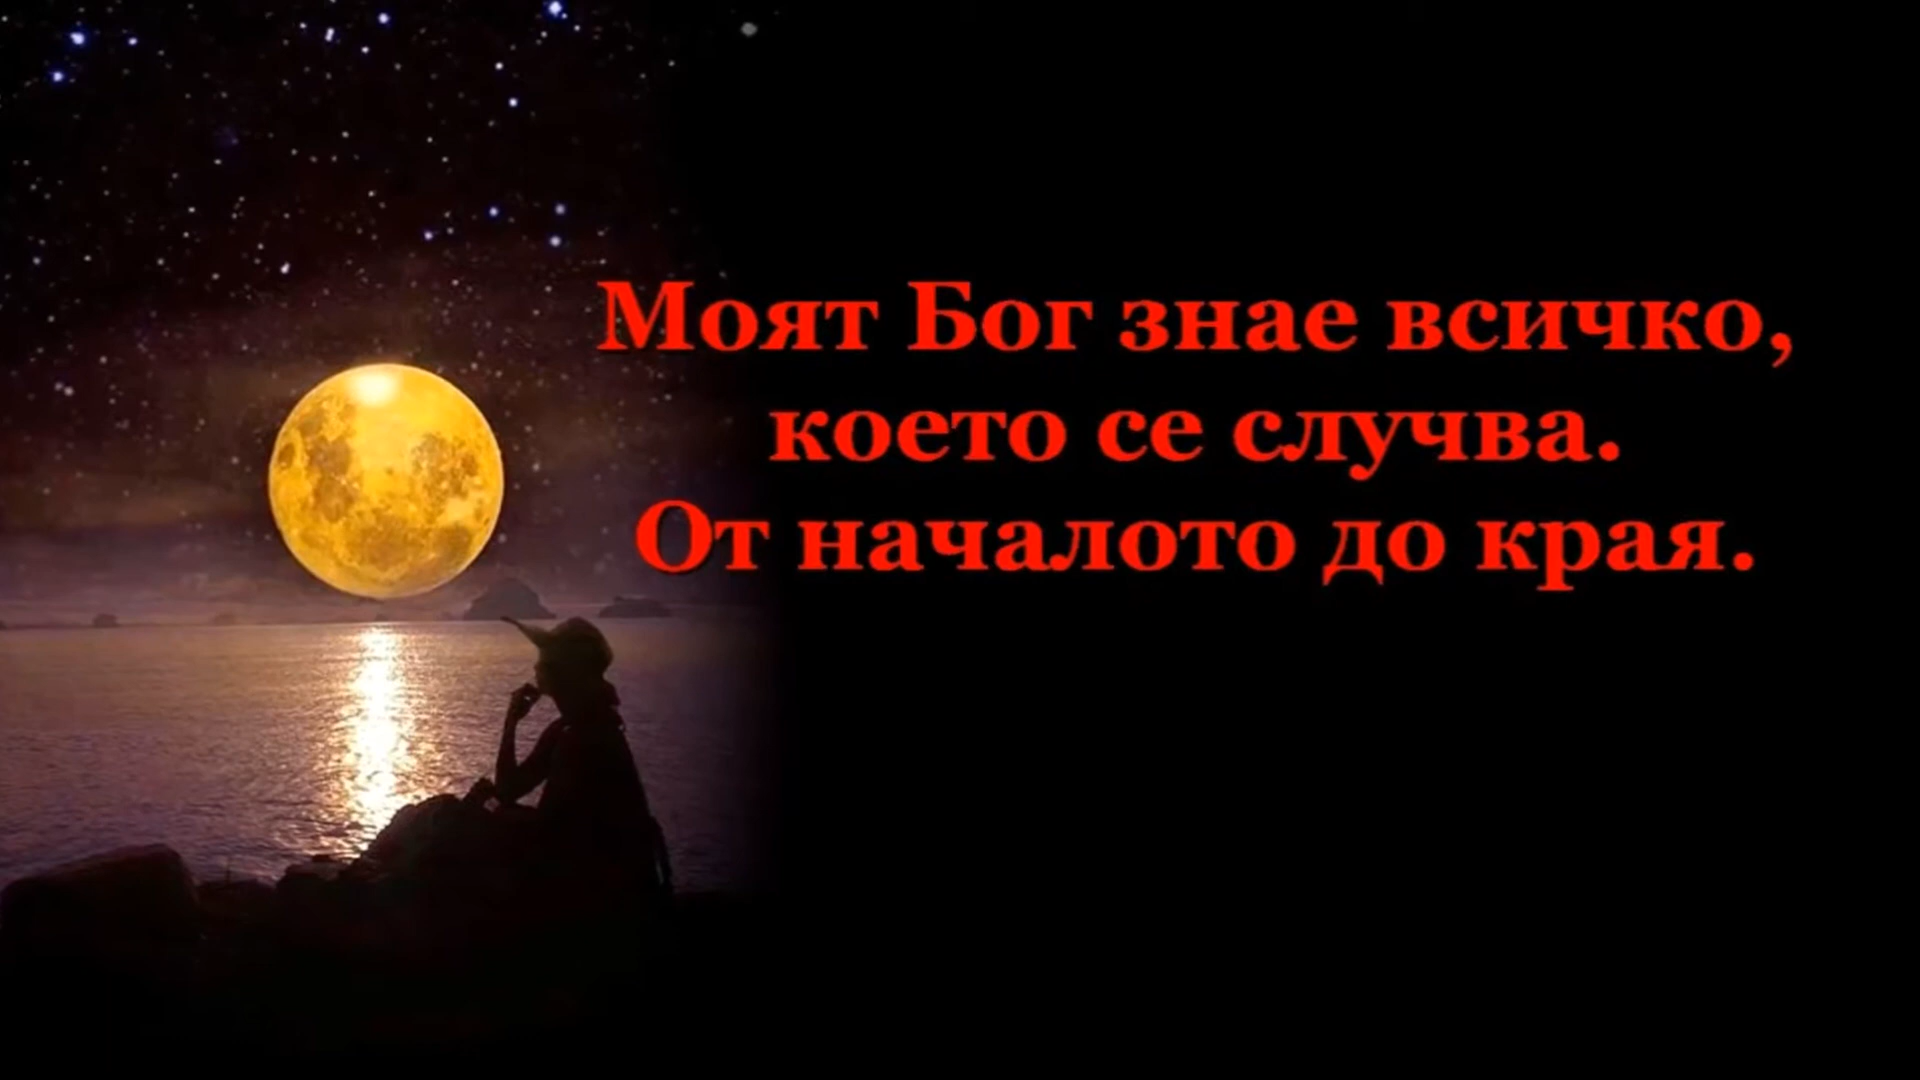 Моят Бог знае всичко,
което се случва.
От началото до края.